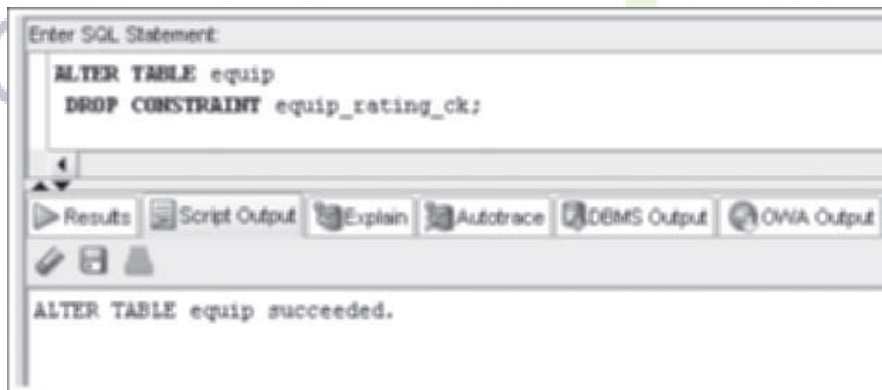 Enter SQL Statement:
ALTER TABLE equip
DROP CONSTRAINT equip_rating_ck;
Results Script Output Explain Autotrace DBMS Output OWA Output
ALTER TABLE equip succeeded.